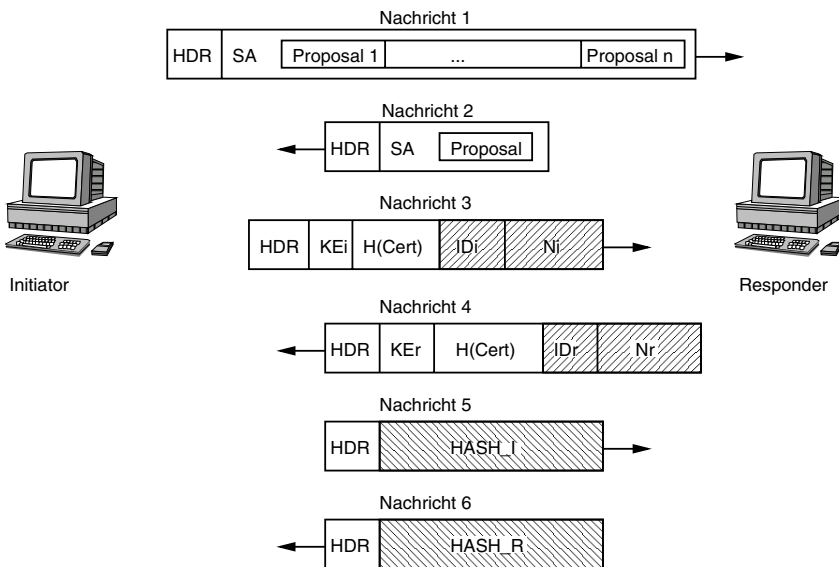 Nachricht 1
HDR SA Proposal 1 ... Proposal n
Nachricht 2
HDR SA Proposal
Nachricht 3
HDR KEi H(Cert) IDi Ni
Initiator
Responder
Nachricht 4
HDR KEr H(Cert) IDr Nr
Nachricht 5
HDR HASH_I
Nachricht 6
HDR HASH_R